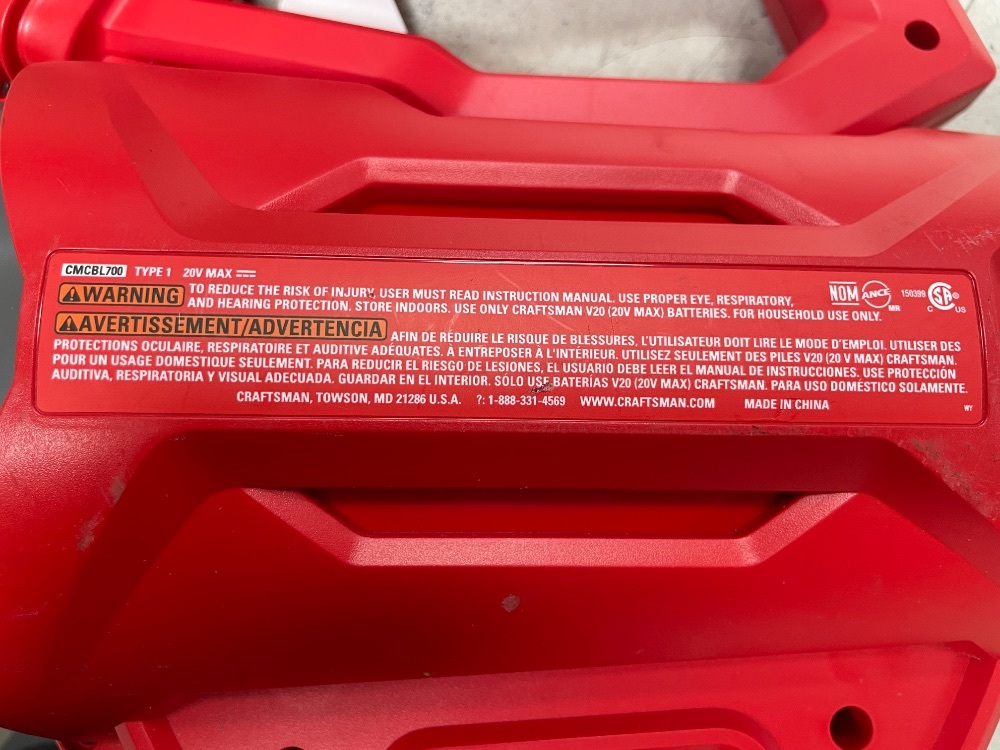 CMCBL700 TYPE 1 20V MAX
WARNING TO REDUCE THE RISK OF INJURY, USER MUST READ INSTRUCTION MANUAL. USE PROPER EYE, RESPIRATORY,
AND HEARING PROTECTION. STORE INDOORS. USE ONLY CRAFTSMAN V20 (20V MAX) BATTERIES. FOR HOUSEHOLD USE ONLY.
NOM ANCE MR 150399 C SA ® C US
AVERTISSEMENT/ADVERTENCIA AFIN DE RÉDUIRE LE RISQUE DE BLESSURES, L'UTILISATEUR DOIT LIRE LE MODE D'EMPLOI. UTILISER DES
PROTECTIONS OCULAIRE, RESPIRATOIRE ET AUDITIVE ADÉQUATES. À ENTREPOSER À L'INTÉRIEUR. UTILISEZ SEULEMENT DES PILES V20 (20 V MAX) CRAFTSMAN.
POUR UN USAGE DOMESTIQUE SEULEMENT. PARA REDUCIR EL RIESGO DE LESIONES, EL USUARIO DEBE LEER EL MANUAL DE INSTRUCCIONES. USE PROTECCIÓN
AUDITIVA, RESPIRATORIA Y VISUAL ADECUADA. GUARDAR EN EL INTERIOR. SÓLO USE BATERÍAS V20 (20V MAX) CRAFTSMAN. PARA USO DOMÉSTICO SOLAMENTE.
CRAFTSMAN, TOWSON, MD 21286 U.S.A. ?: 1-888-331-4569 WWW.CRAFTSMAN.COM MADE IN CHINA
WY